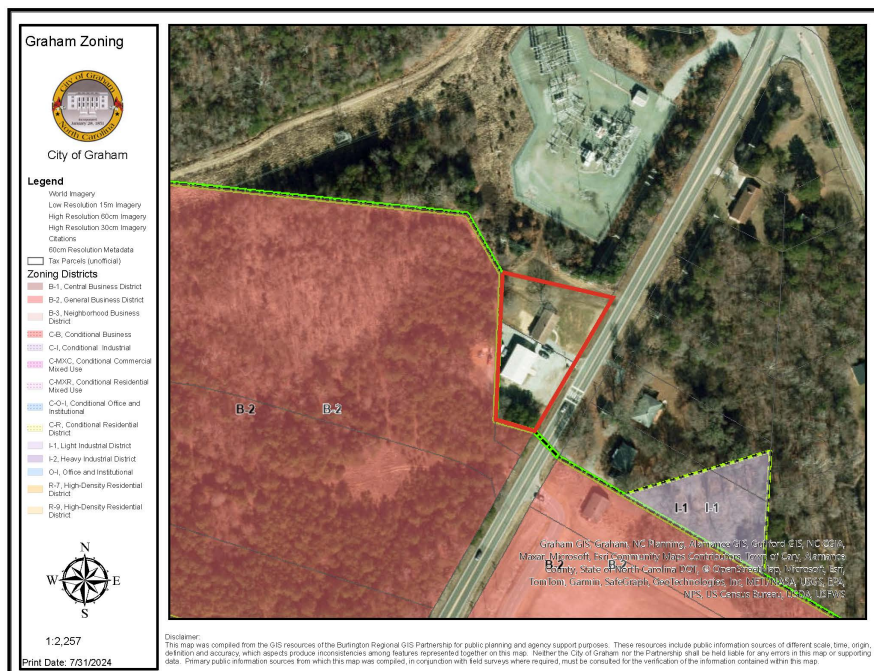 Graham Zoning
City of Graham
North Carolina
City of Graham
Legend
World Imagery
Low Resolution 15m Imagery
High Resolution 60cm Imagery
High Resolution 30cm Imagery
Citations
60cm Resolution Metadata
Tax Parcels (unofficial)
Zoning Districts
B-1, Central Business District
B-2, General Business District
B-3, Neighborhood Business
District
C-B, Conditional Business
C-I, Conditional Industrial
C-MXC, Conditional Commercial
Mixed Use
C-MXR, Conditional Residential
Mixed Use
C-O-I, Conditional Office and
Institutional
C-R, Conditional Residential
District
I-1, Light Industrial District
I-2, Heavy Industrial District
O-I, Office and Institutional
R-7, High-Density Residential
District
R-9, High-Density Residential
District
N
W E
S
1:2,257
Print Date: 7/31/2024
B-2 B-2
I-1 I-1
B-2 B-2
Graham GIS, Graham, NC Planning, Alamance GIS, Guilford GIS, NC CGIA,
Maxar, Microsoft, Esri Community Maps Contributors, Town of Cary, Alamance
County, State of North Carolina DOT, © OpenStreetMap, Microsoft, Esri,
TomTom, Garmin, SafeGraph, GeoTechnologies, Inc, METI/NASA, USGS, EPA,
NPS, US Census Bureau, USDA, USFWS
Disclaimer:
This map was compiled from the GIS resources of the Burlington Regional GIS Partnership for public planning and agency support purposes. These resources include public information sources of different scale, time, origin,
definition and accuracy, which aspects produce inconsistencies among features represented together on this map. Neither the City of Graham nor the Partnership shall be held liable for any errors in this map or supporting
data. Primary public information sources from which this map was compiled, in conjunction with field surveys where required, must be consulted for the verification of the information contained within this map.